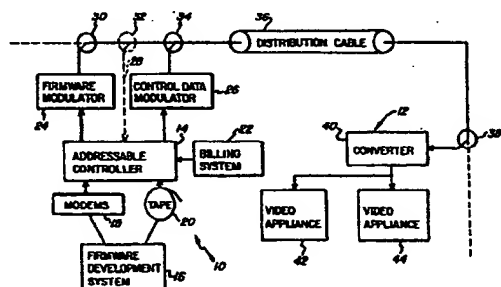 30
32
34
36
DISTRIBUTION CABLE
28
FIRMWARE
MODULATOR
24
CONTROL DATA
MODULATOR
26
14
22
ADDRESSABLE
CONTROLLER
BILLING
SYSTEM
12
40
CONVERTER
38
MODEMS
18
TAPE
20
10
VIDEO
APPLIANCE
42
VIDEO
APPLIANCE
44
FIRMWARE
DEVELOPMENT
SYSTEM
16